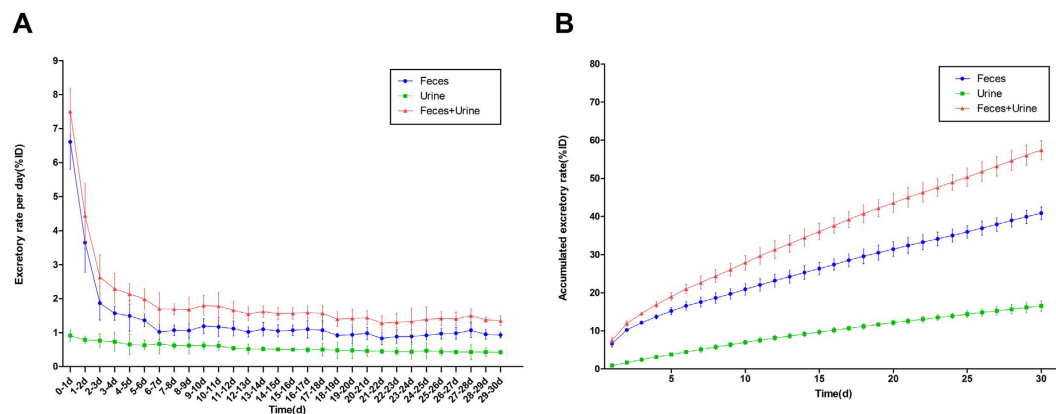 A
Excretory rate per day(%ID)
9
8
7
6
5
4
3
2
1
0
Feces
Urine
Feces+Urine
0-1d
1-2d
2-3d
3-4d
4-5d
5-6d
6-7d
7-8d
8-9d
9-10d
10-11d
11-12d
12-13d
13-14d
14-15d
15-16d
16-17d
17-18d
18-19d
19-20d
20-21d
21-22d
22-23d
23-24d
24-25d
25-26d
26-27d
27-28d
28-29d
29-30d
Time(d)
B
Accumulated excretory rate(%ID)
80
70
60
50
40
30
20
10
0
Feces
Urine
Feces+Urine
5
10
15
20
25
30
Time(d)